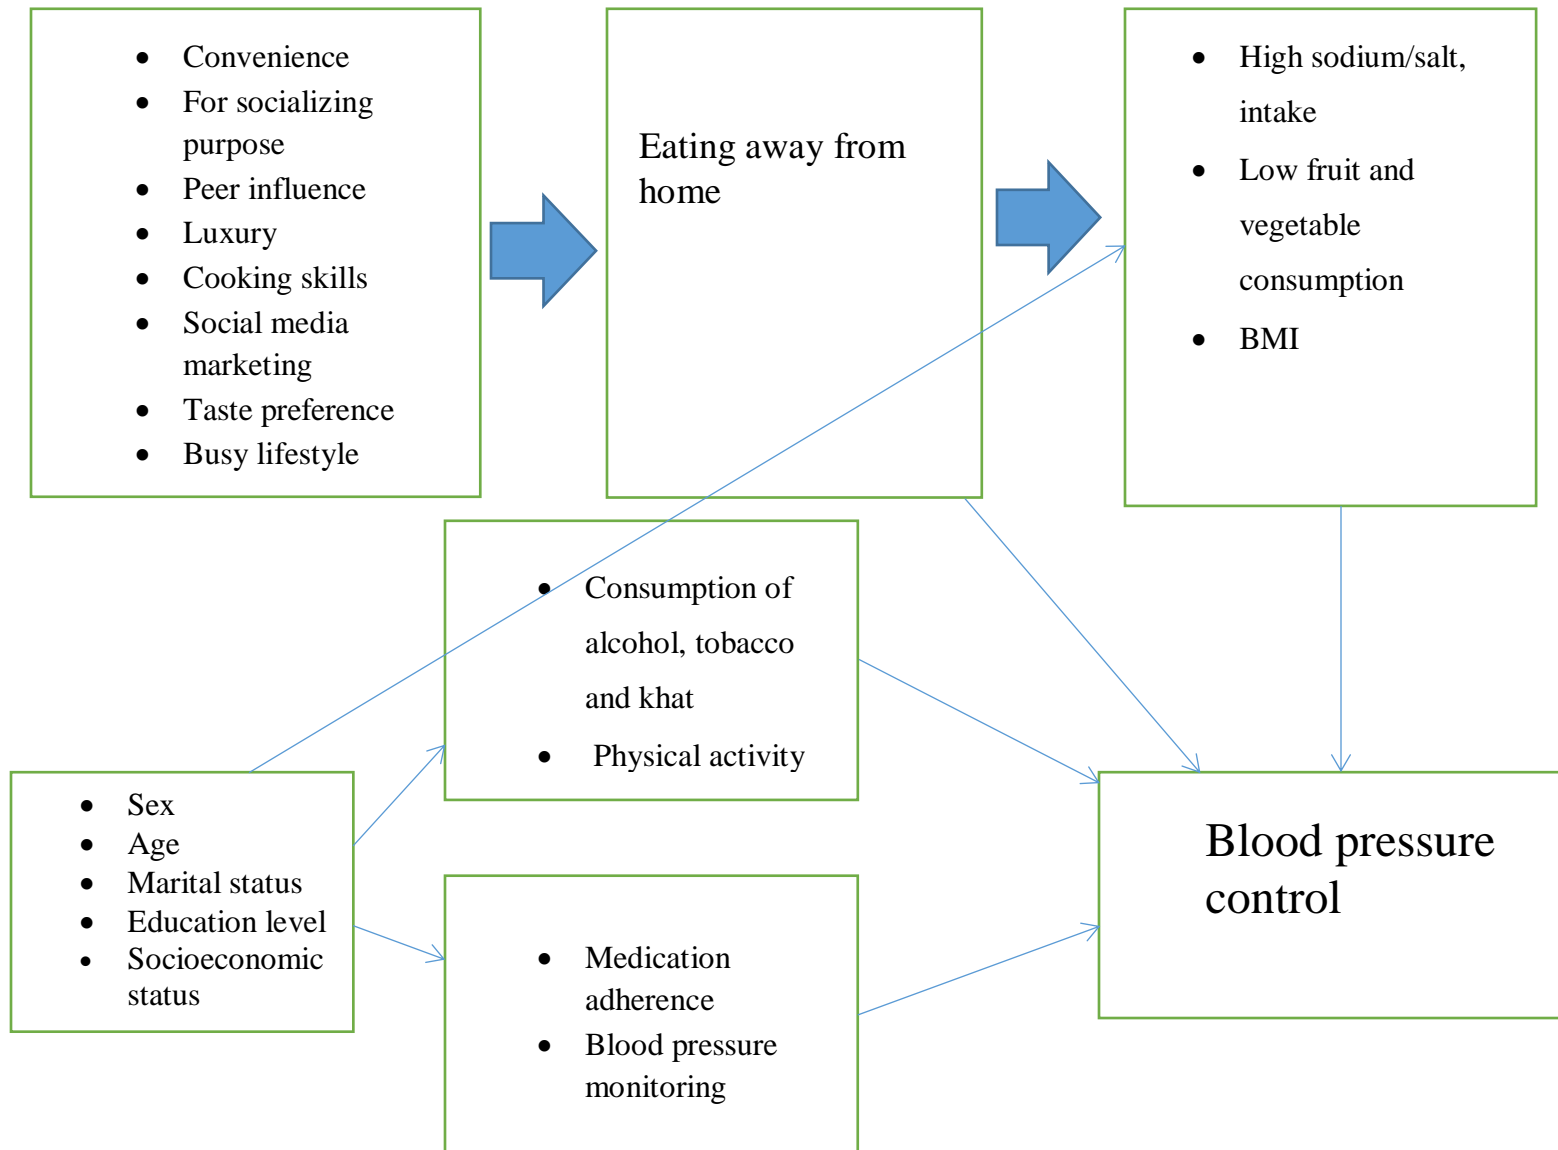 • Convenience
• For socializing
purpose
• Peer influence
• Luxury
• Cooking skills
• Social media
marketing
• Taste preference
• Busy lifestyle
Eating away from
home
• High sodium/salt,
intake
• Low fruit and
vegetable
consumption
• BMI
• Consumption of
alcohol, tobacco
and khat
• Physical activity
• Sex
• Age
• Marital status
• Education level
• Socioeconomic
status
• Medication
adherence
• Blood pressure
monitoring
Blood pressure
control